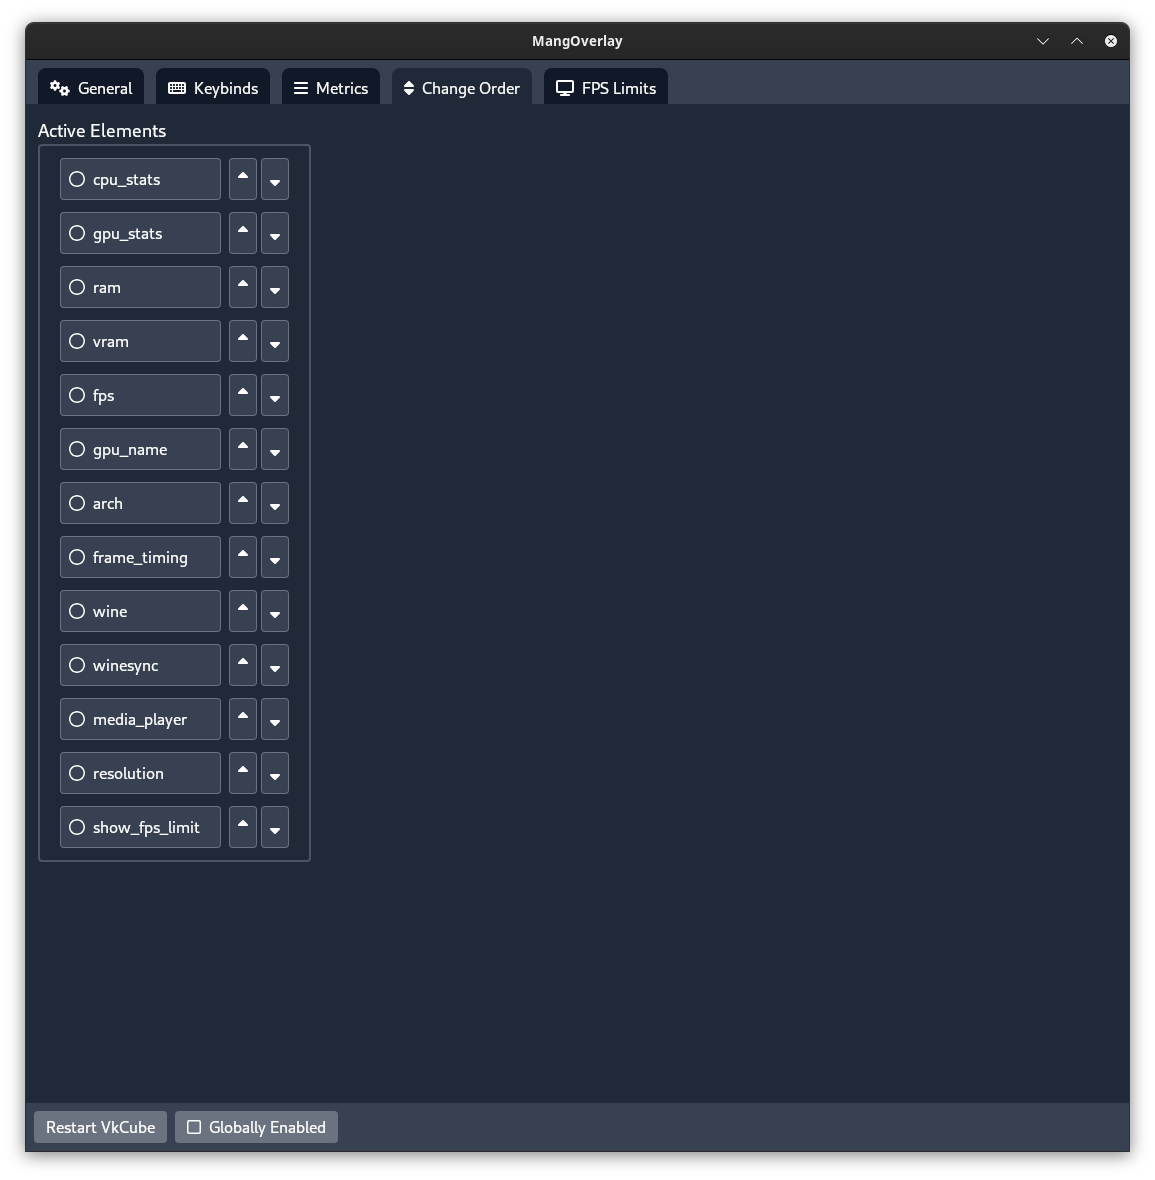 MangOverlay
General Keybinds Metrics Change Order FPS Limits
Active Elements
cpu_stats
gpu_stats
ram
vram
fps
gpu_name
arch
frame_timing
wine
winesync
media_player
resolution
show_fps_limit
Restart VkCube Globally Enabled